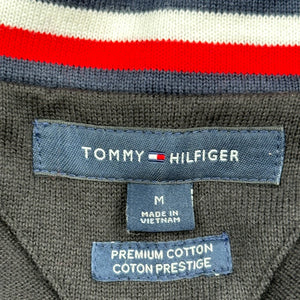 TOMMY HILFIGER
M
MADE IN
VIETNAM
PREMIUM COTTON
COTON PRESTIGE